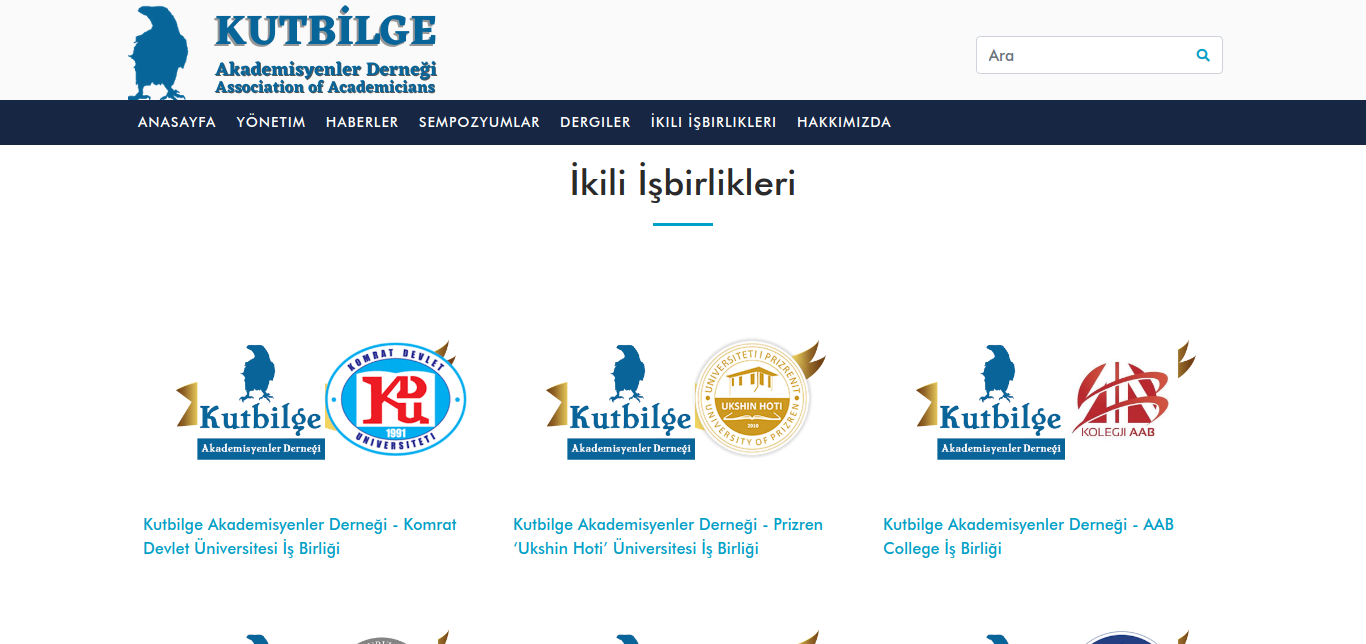 KUTBİLGE
Akademisyenler Derneği
Association of Academicians
Ara
ANASAYFA YÖNETIM HABERLER SEMPOZYUMLAR DERGILER İKILI İŞBIRLIKLERI HAKKIMIZDA
İkili İşbirlikleri
Kutbilge
Akademisyenler Derneği
KOMRAT DEVLET
KDU
1991
UNIVERSITETI
Kutbilge
Akademisyenler Derneği
UNIVERSITETI I PRIZRENIT
UKSHIN HOTI
2010
UNIVERSITY OF PRIZREN
Kutbilge
Akademisyenler Derneği
KOLEGJI AAB
Kutbilge Akademisyenler Derneği - Komrat
Devlet Üniversitesi İş Birliği
Kutbilge Akademisyenler Derneği - Prizren
‘Ukshin Hoti’ Üniversitesi İş Birliği
Kutbilge Akademisyenler Derneği - AAB
College İş Birliği